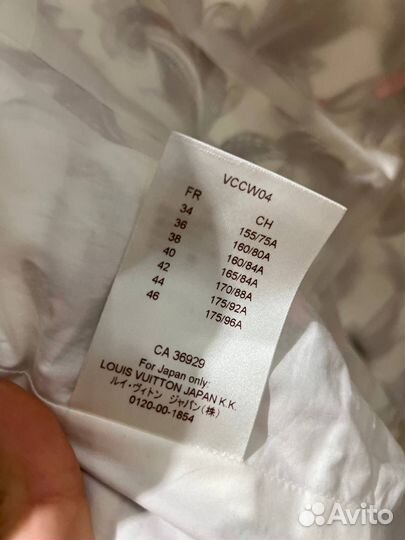 VCCW04
FR CH
34 155/75A
36 160/80A
38 160/84A
40 165/84A
42 170/88A
44 175/92A
46 175/96A
CA 36929
For Japan only:
LOUIS VUITTON JAPAN K.K.
ルイ・ヴィトン ジャパン(株)
0120-00-1854
Avito